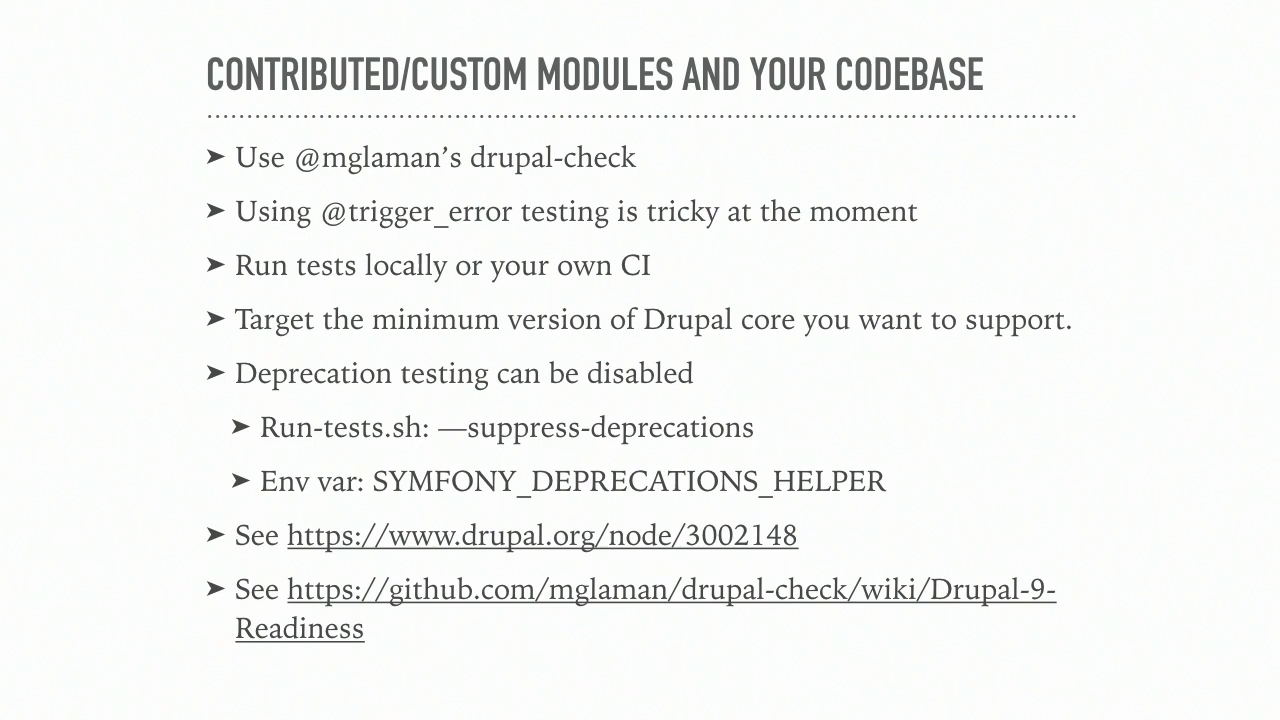 CONTRIBUTED/CUSTOM MODULES AND YOUR CODEBASE
➤ Use @mglaman’s drupal-check
➤ Using @trigger_error testing is tricky at the moment
➤ Run tests locally or your own CI
➤ Target the minimum version of Drupal core you want to support.
➤ Deprecation testing can be disabled
➤ Run-tests.sh: —suppress-deprecations
➤ Env var: SYMFONY_DEPRECATIONS_HELPER
➤ See https://www.drupal.org/node/3002148
➤ See https://github.com/mglaman/drupal-check/wiki/Drupal-9-
Readiness